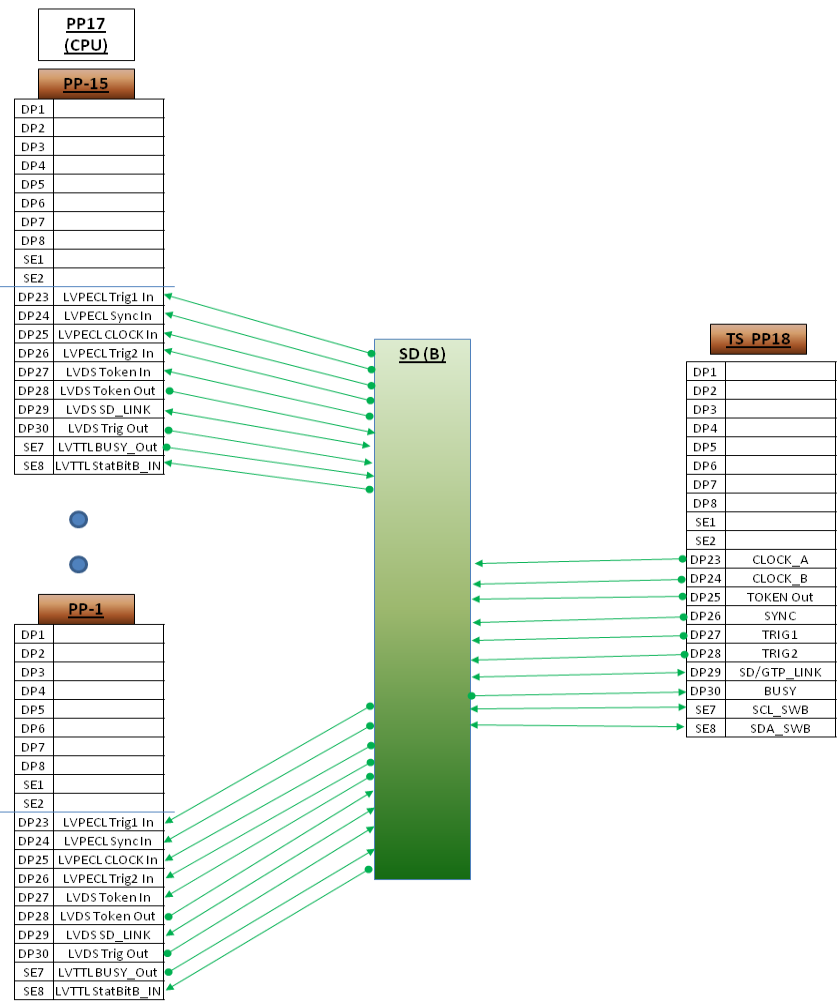 PP17
(CPU)
PP-15
DP1
DP2
DP3
DP4
DP5
DP6
DP7
DP8
SE1
SE2
DP23 LVPECL Trig1 In
DP24 LVPECL Sync In
DP25 LVPECL CLOCK In
DP26 LVPECL Trig2 In
DP27 LVDS Token In
DP28 LVDS Token Out
DP29 LVDS SD_LINK
DP30 LVDS Trig Out
SE7 LVTTL BUSY_Out
SE8 LVTTL StatBitB_IN
PP-1
DP1
DP2
DP3
DP4
DP5
DP6
DP7
DP8
SE1
SE2
DP23 LVPECL Trig1 In
DP24 LVPECL Sync In
DP25 LVPECL CLOCK In
DP26 LVPECL Trig2 In
DP27 LVDS Token In
DP28 LVDS Token Out
DP29 LVDS SD_LINK
DP30 LVDS Trig Out
SE7 LVTTL BUSY_Out
SE8 LVTTL StatBitB_IN
SD (B)
TS PP18
DP1
DP2
DP3
DP4
DP5
DP6
DP7
DP8
SE1
SE2
DP23 CLOCK_A
DP24 CLOCK_B
DP25 TOKEN Out
DP26 SYNC
DP27 TRIG1
DP28 TRIG2
DP29 SD/GTP_LINK
DP30 BUSY
SE7 SCL_SWB
SE8 SDA_SWB